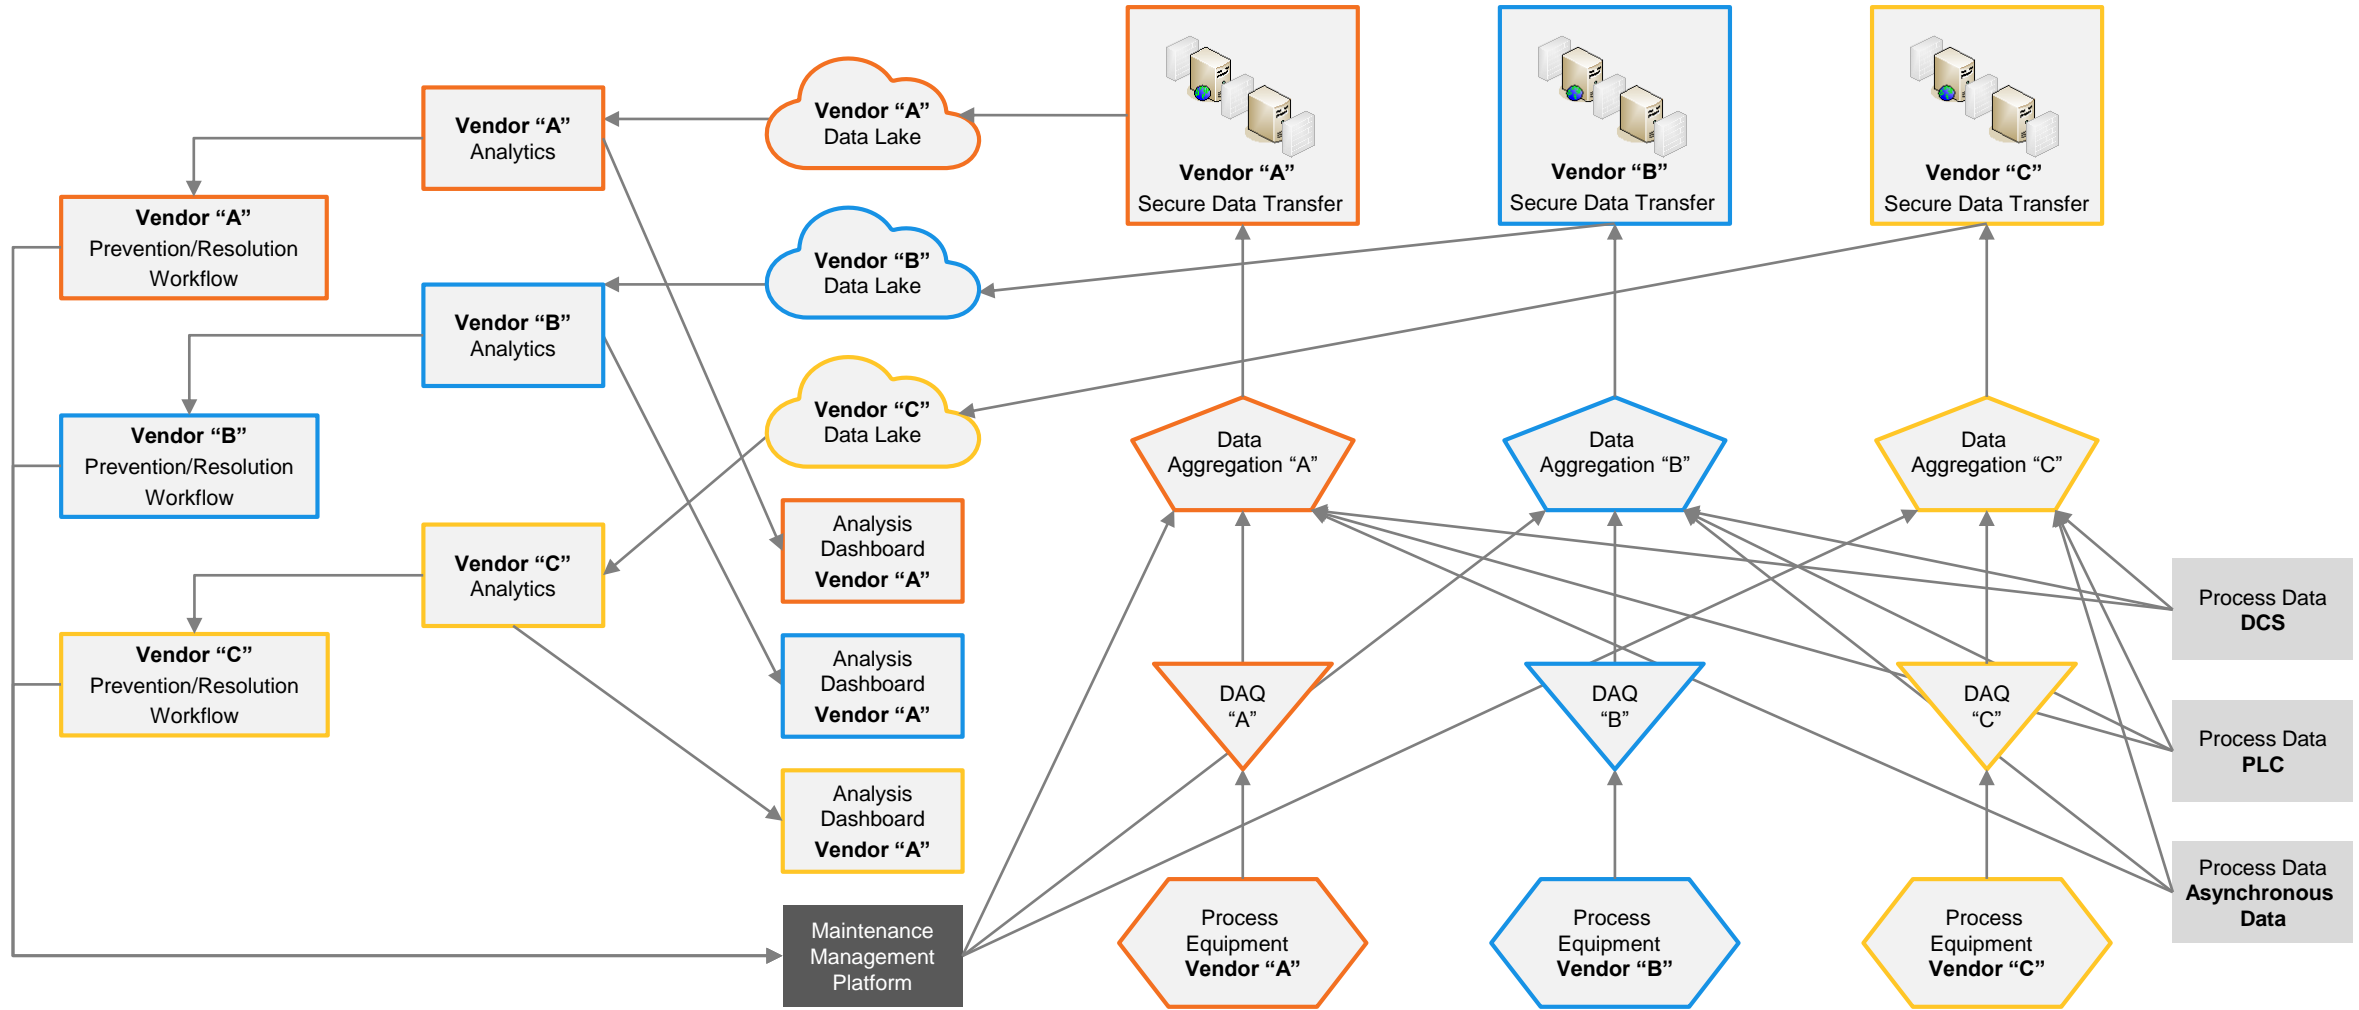 Vendor “A”
Analytics
Vendor “A”
Data Lake
Vendor “A”
Secure Data Transfer
Vendor “B”
Secure Data Transfer
Vendor “C”
Secure Data Transfer
Vendor “A”
Prevention/Resolution
Workflow
Vendor “B”
Analytics
Vendor “B”
Data Lake
Vendor “B”
Prevention/Resolution
Workflow
Vendor “C”
Data Lake
Data
Aggregation “A”
Data
Aggregation “B”
Data
Aggregation “C”
Vendor “C”
Analytics
Analysis
Dashboard
Vendor “A”
Process Data
DCS
Vendor “C”
Prevention/Resolution
Workflow
Analysis
Dashboard
Vendor “A”
DAQ
“A”
DAQ
“B”
DAQ
“C”
Process Data
PLC
Analysis
Dashboard
Vendor “A”
Process Data
Asynchronous
Data
Maintenance
Management
Platform
Process
Equipment
Vendor “A”
Process
Equipment
Vendor “B”
Process
Equipment
Vendor “C”